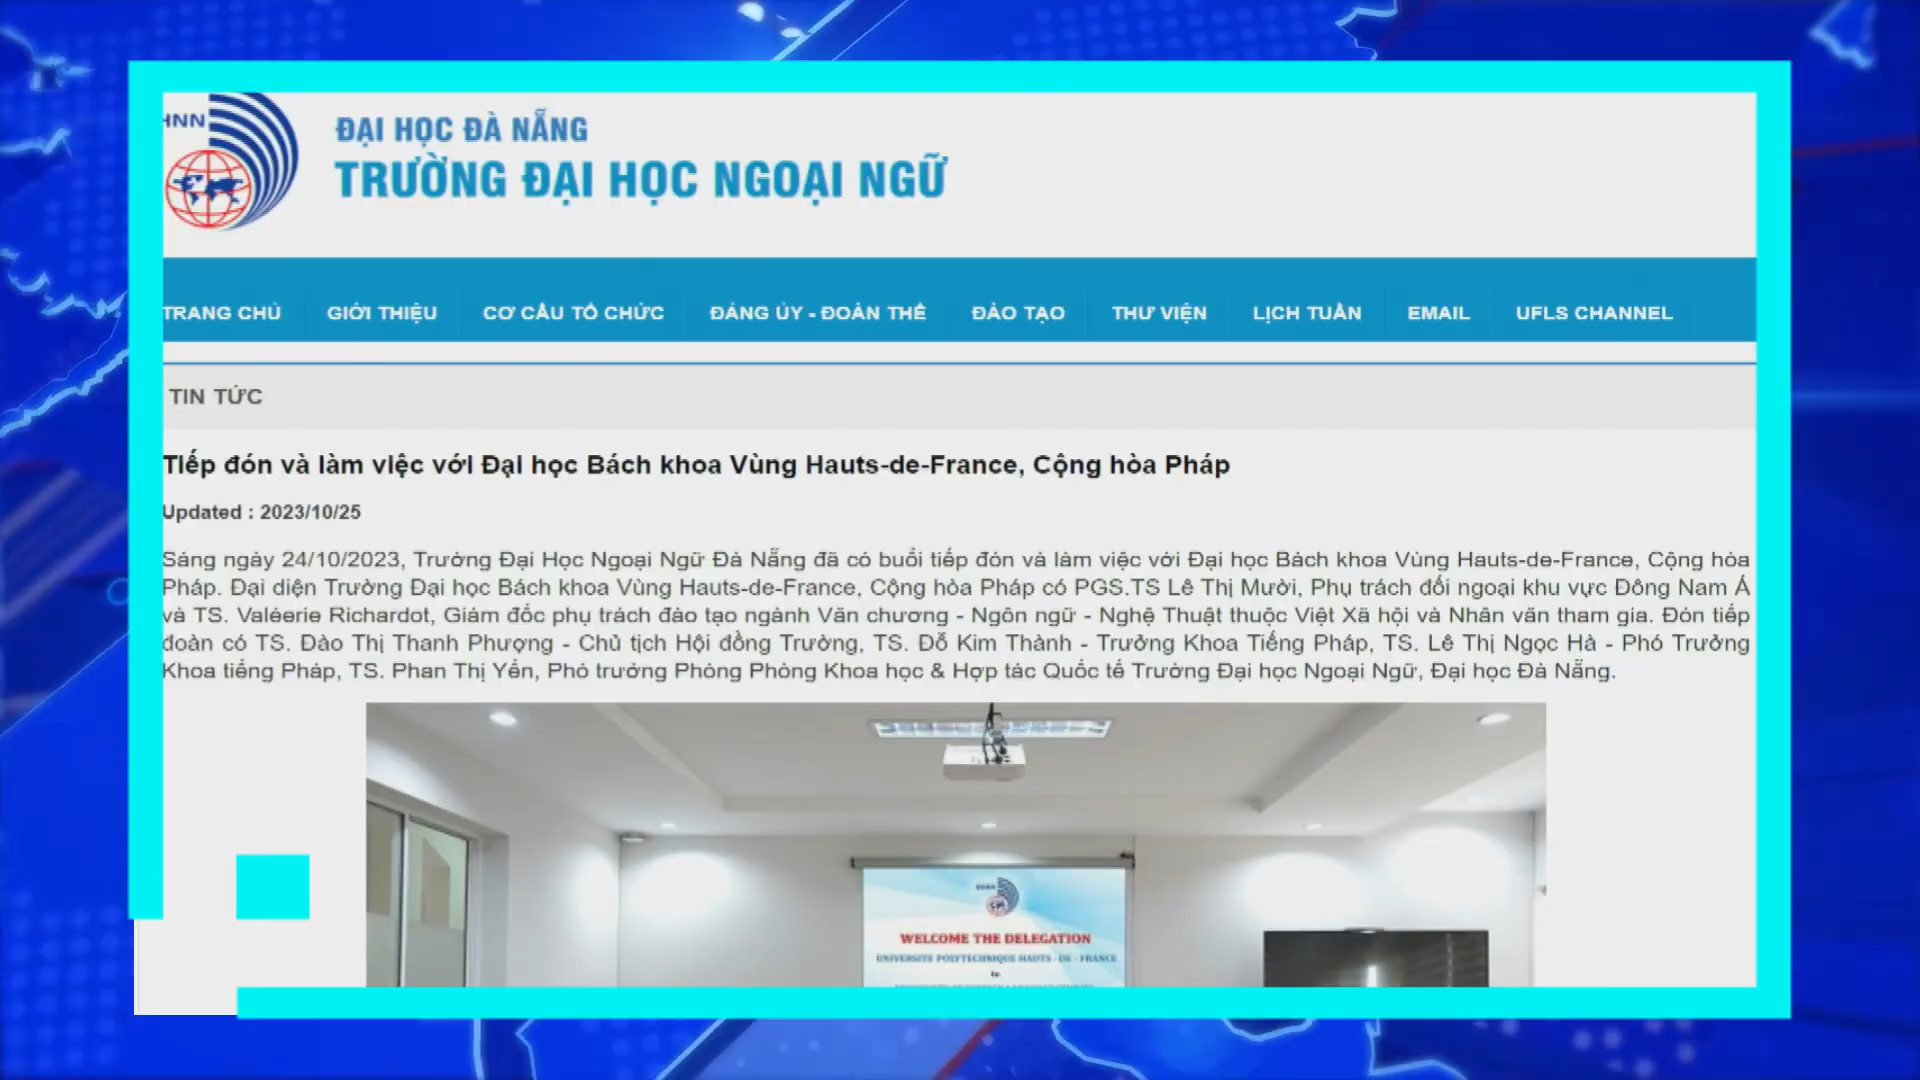 ĐẠI HỌC ĐÀ NẴNG
TRƯỜNG ĐẠI HỌC NGOẠI NGỮ
TRANG CHỦ GIỚI THIỆU CƠ CẤU TỔ CHỨC ĐẢNG ỦY - ĐOÀN THỂ ĐÀO TẠO THƯ VIỆN LỊCH TUẦN EMAIL UFLS CHANNEL
TIN TỨC
Tiếp đón và làm việc với Đại học Bách khoa Vùng Hauts-de-France, Cộng hòa Pháp
Updated : 2023/10/25
Sáng ngày 24/10/2023, Trường Đại Học Ngoại Ngữ Đà Nẵng đã có buổi tiếp đón và làm việc với Đại học Bách khoa Vùng Hauts-de-France, Cộng hòa
Pháp. Đại diện Trường Đại học Bách khoa Vùng Hauts-de-France, Cộng hòa Pháp có PGS.TS Lê Thị Mười, Phụ trách đối ngoại khu vực Đông Nam Á
và TS. Valéerie Richardot, Giám đốc phụ trách đào tạo ngành Văn chương - Ngôn ngữ - Nghệ Thuật thuộc Việt Xã hội và Nhân văn tham gia. Đón tiếp
đoàn có TS. Đào Thị Thanh Phượng - Chủ tịch Hội đồng Trường, TS. Đỗ Kim Thành - Trưởng Khoa Tiếng Pháp, TS. Lê Thị Ngọc Hà - Phó Trưởng
Khoa tiếng Pháp, TS. Phan Thị Yến, Phó trưởng Phòng Phòng Khoa học & Hợp tác Quốc tế Trường Đại học Ngoại Ngữ, Đại học Đà Nẵng.
WELCOME THE DELEGATION
UNIVERSITE POLYTECHNIQUE HAUTS - DE - FRANCE
to